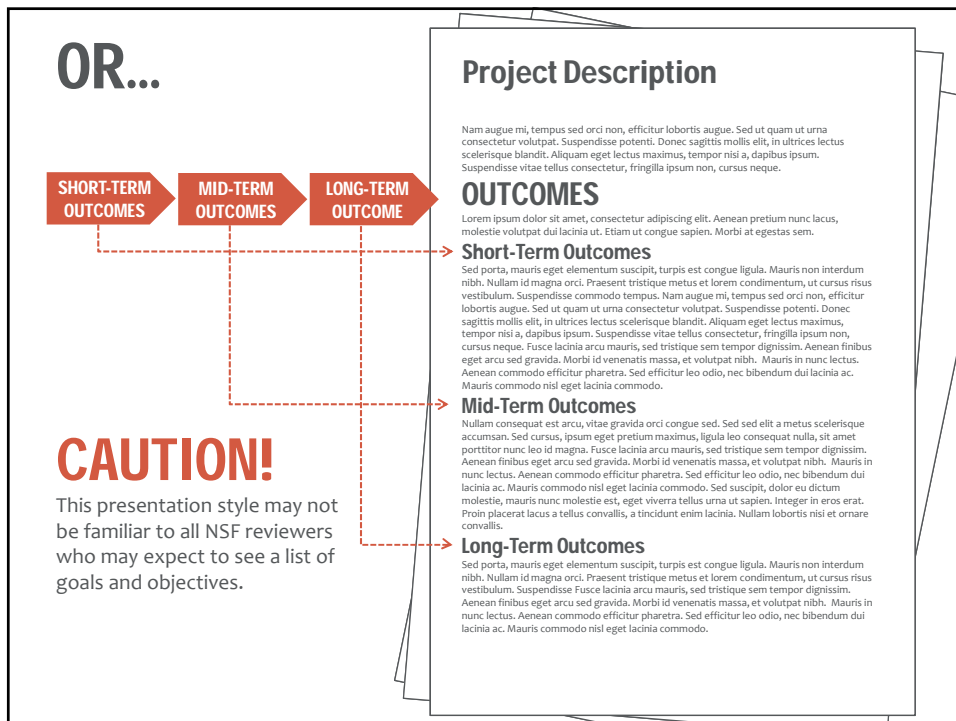 OR...
SHORT-TERM
OUTCOMES
MID-TERM
OUTCOMES
LONG-TERM
OUTCOME
CAUTION!
This presentation style may not
be familiar to all NSF reviewers
who may expect to see a list of
goals and objectives.
Project Description
Nam augue mi, tempus sed orci non, efficitur lobortis augue. Sed ut quam ut urna
consectetur volutpat. Suspendisse potenti. Donec sagittis mollis elit, in ultrices lectus
scelerisque blandit. Aliquam eget lectus maximus, tempor nisi a, dapibus ipsum.
Suspendisse vitae tellus consectetur, fringilla ipsum non, cursus neque.
OUTCOMES
Lorem ipsum dolor sit amet, consectetur adipiscing elit. Aenean pretium nunc lacus,
molestie volutpat dui lacinia ut. Etiam ut congue sapien. Morbi at egestas sem.
Short-Term Outcomes
Sed porta, mauris eget elementum suscipit, turpis est congue ligula. Mauris non interdum
nibh. Nullam id magna orci. Praesent tristique metus et lorem condimentum, ut cursus risus
vestibulum. Suspendisse commodo tempus. Nam augue mi, tempus sed orci non, efficitur
lobortis augue. Sed ut quam ut urna consectetur volutpat. Suspendisse potenti. Donec
sagittis mollis elit, in ultrices lectus scelerisque blandit. Aliquam eget lectus maximus,
tempor nisi a, dapibus ipsum. Suspendisse vitae tellus consectetur, fringilla ipsum non,
cursus neque. Fusce lacinia arcu mauris, sed tristique sem tempor dignissim. Aenean finibus
eget arcu sed gravida. Morbi id venenatis massa, et volutpat nibh.  Mauris in nunc lectus.
Aenean commodo efficitur pharetra. Sed efficitur leo odio, nec bibendum dui lacinia ac.
Mauris commodo nisl eget lacinia commodo.
Mid-Term Outcomes
Nullam consequat est arcu, vitae gravida orci congue sed. Sed sed elit a metus scelerisque
accumsan. Sed cursus, ipsum eget pretium maximus, ligula leo consequat nulla, sit amet
porttitor nunc leo id magna. Fusce lacinia arcu mauris, sed tristique sem tempor dignissim.
Aenean finibus eget arcu sed gravida. Morbi id venenatis massa, et volutpat nibh.  Mauris in
nunc lectus. Aenean commodo efficitur pharetra. Sed efficitur leo odio, nec bibendum dui
lacinia ac. Mauris commodo nisl eget lacinia commodo. Sed suscipit, dolor eu dictum
molestie, mauris nunc molestie est, eget viverra tellus urna ut sapien. Integer in eros erat.
Proin placerat lacus a tellus convallis, a tincidunt enim lacinia. Nullam lobortis nisi et ornare
convallis.
Long-Term Outcomes
Sed porta, mauris eget elementum suscipit, turpis est congue ligula. Mauris non interdum
nibh. Nullam id magna orci. Praesent tristique metus et lorem condimentum, ut cursus risus
vestibulum. Suspendisse Fusce lacinia arcu mauris, sed tristique sem tempor dignissim.
Aenean finibus eget arcu sed gravida. Morbi id venenatis massa, et volutpat nibh.  Mauris in
nunc lectus. Aenean commodo efficitur pharetra. Sed efficitur leo odio, nec bibendum dui
lacinia ac. Mauris commodo nisl eget lacinia commodo.